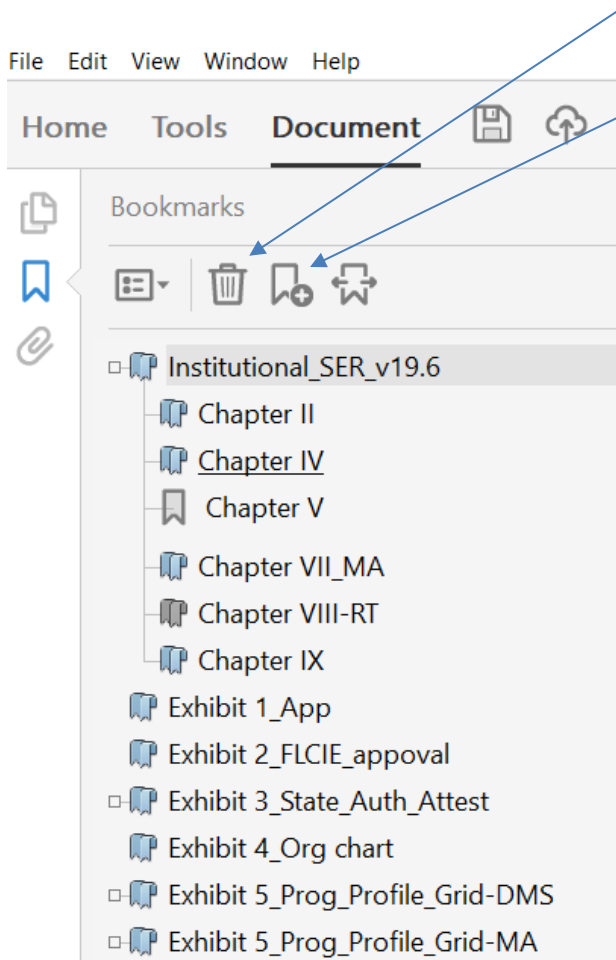 File Edit View Window Help
Home Tools Document
Bookmarks
Institutional_SER_v19.6
Chapter II
Chapter IV
Chapter V
Chapter VII_MA
Chapter VIII-RT
Chapter IX
Exhibit 1_App
Exhibit 2_FLCIE_appoval
Exhibit 3_State_Auth_Attest
Exhibit 4_Org chart
Exhibit 5_Prog_Profile_Grid-DMS
Exhibit 5_Prog_Profile_Grid-MA